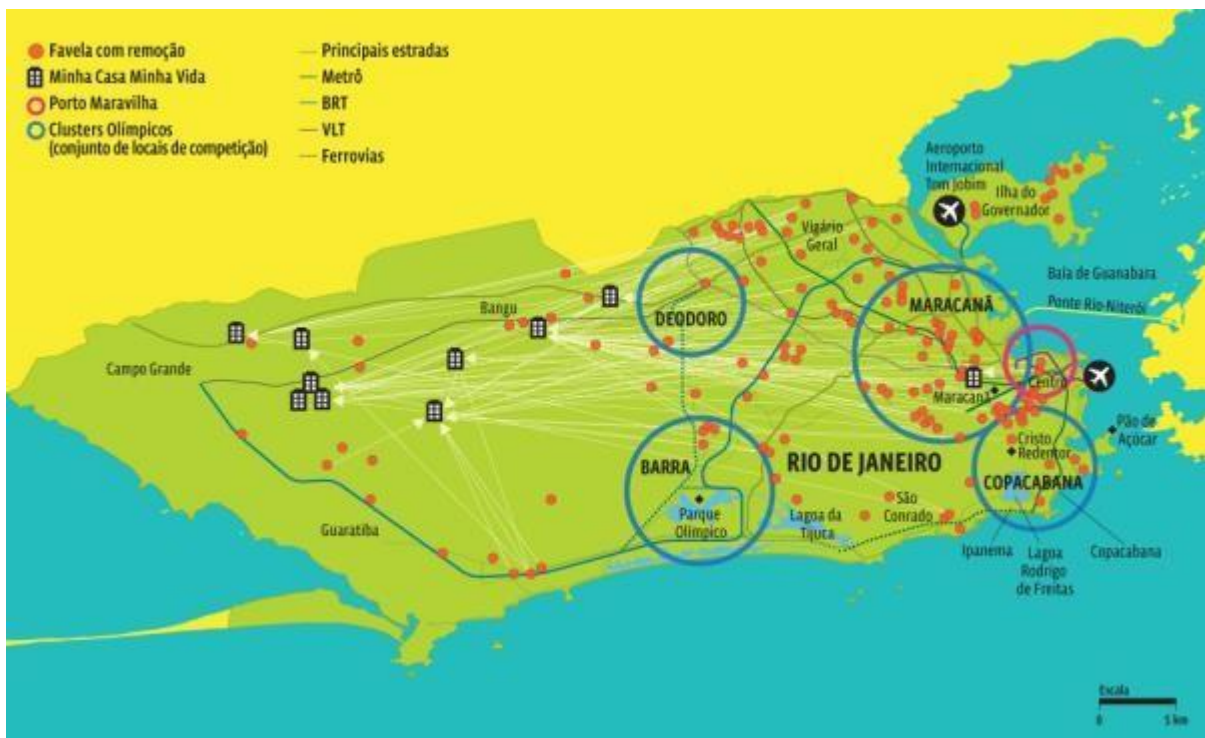 Favela com remoção
Minha Casa Minha Vida
Porto Maravilha
Clusters Olímpicos
(conjunto de locais de competição)
Principais estradas
Metrô
BRT
VLT
Ferrovias
Aeroporto
Internacional
Tom Jobim
Ilha do
Governador
Vigário
Geral
Baía de Guanabara
Ponte Rio-Niterói
MARACANÃ
DEODORO
Bangu
Campo Grande
Maracanã
Centro
Pão de
Açúcar
Cristo
Redentor
BARRA
RIO DE JANEIRO
COPACABANA
Parque
Olímpico
Lagoa da
Tijuca
São
Conrado
Guaratiba
Ipanema
Lagoa
Rodrigo
de Freitas
Copacabana
Escala
0 5 km